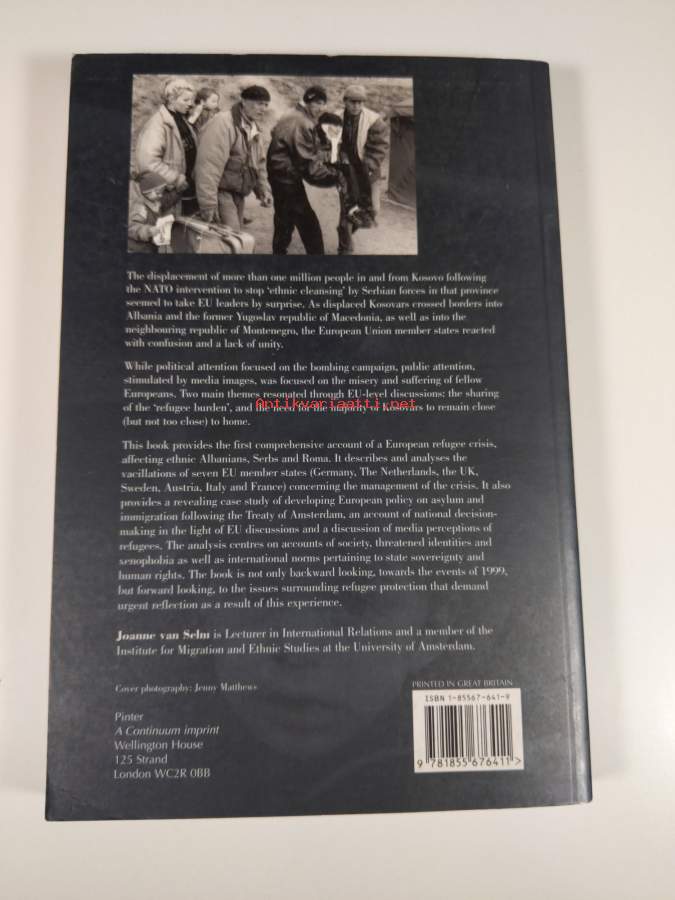 The displacement of more than one million people in and from Kosovo following
the NATO intervention to stop 'ethnic cleansing' by Serbian forces in that province
seemed to take EU leaders by surprise. As displaced Kosovars crossed borders into
Albania and the former Yugoslav republic of Macedonia, as well as into the
neighbouring republic of Montenegro, the European Union member states reacted
with confusion and a lack of unity.
While political attention focused on the bombing campaign, public attention,
stimulated by media images, was focused on the misery and suffering of fellow
Europeans. Two main themes resonated through EU-level discussions: the sharing
Antikvariaatti.net
of the 'refugee burden', and the need for the majority of Kosovars to remain close
(but not too close) to home.
This book provides the first comprehensive account of a European refugee crisis,
affecting ethnic Albanians, Serbs and Roma. It describes and analyses the
vacillations of seven EU member states (Germany, The Netherlands, the UK,
Sweden, Austria, Italy and France) concerning the management of the crisis. It also
provides a revealing case study of developing European policy on asylum and
immigration following the Treaty of Amsterdam, an account of national decision-
making in the light of EU discussions and a discussion of media perceptions of
refugees. The analysis centres on accounts of society, threatened identities and
xenophobia as well as international norms pertaining to state sovereignty and
human rights. The book is not only backward looking, towards the events of 1999,
but forward looking, to the issues surrounding refugee protection that demand
urgent reflection as a result of this experience.
Joanne van Selm is Lecturer in International Relations and a member of the
Institute for Migration and Ethnic Studies at the University of Amsterdam.
Cover photography: Jenny Matthews
PRINTED IN GREAT BRITAIN
ISBN 1-85567-641-9
9 781855 676411 >
Pinter
A Continuum imprint
Wellington House
125 Strand
London WC2R 0BB